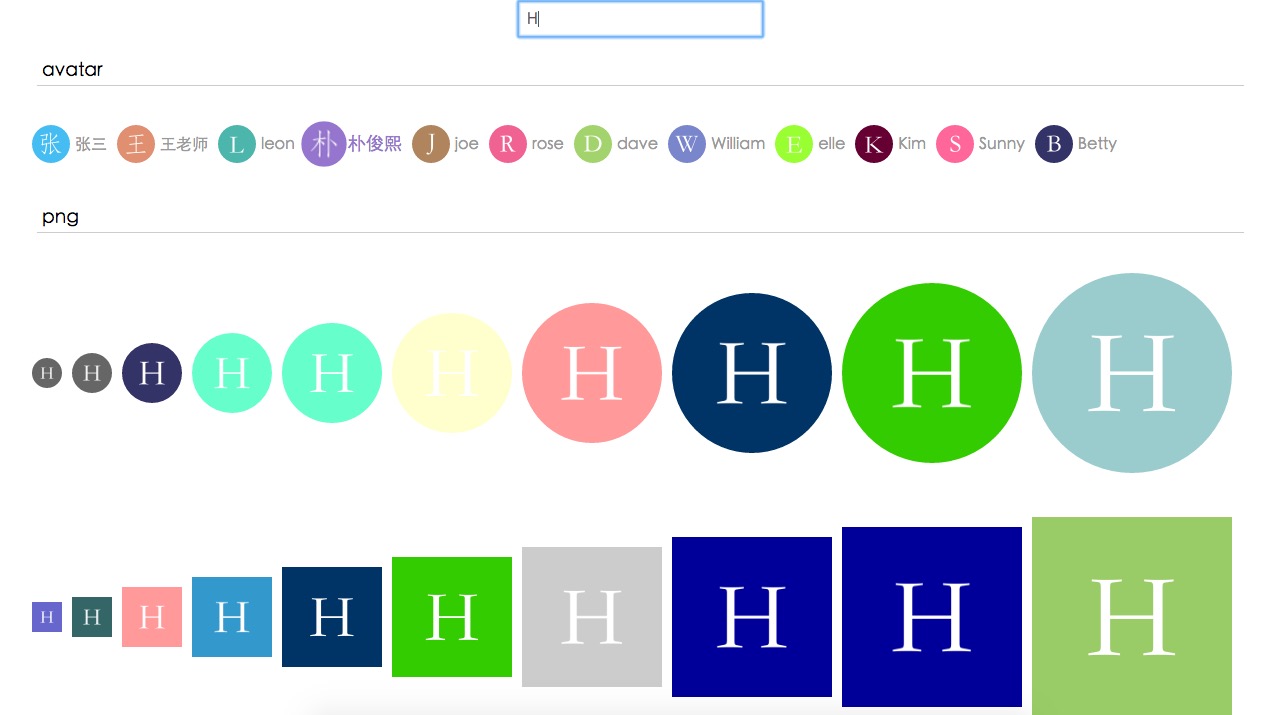 H
avatar
张 张三 王 王老师 L leon 朴 朴俊熙 J joe R rose D dave W William E elle K Kim S Sunny B Betty
png
H H H H H H H H H H
H H H H H H H H H H